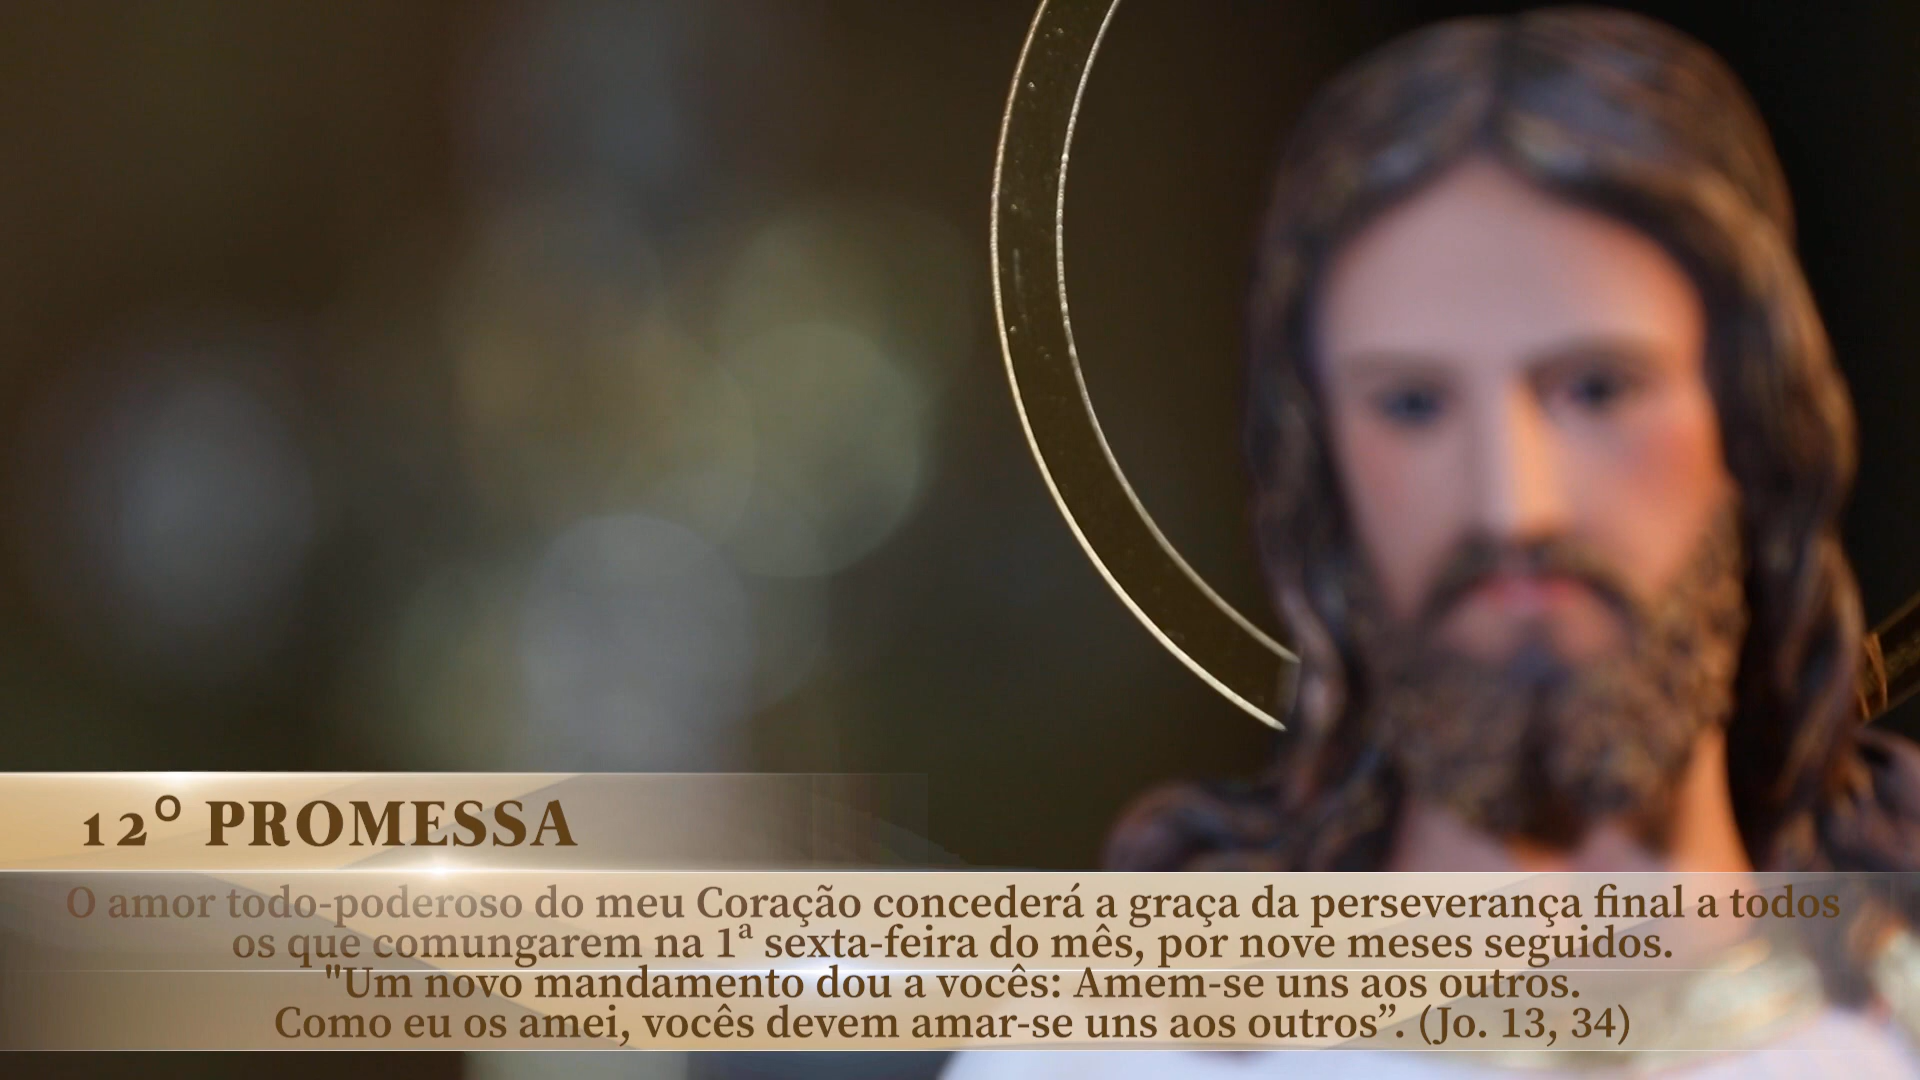 12º PROMESSA
O amor todo-poderoso do meu Coração concederá a graça da perseverança final a todos
os que comungarem na 1ª sexta-feira do mês, por nove meses seguidos.
"Um novo mandamento dou a vocês: Amem-se uns aos outros.
Como eu os amei, vocês devem amar-se uns aos outros”. (Jo. 13, 34)